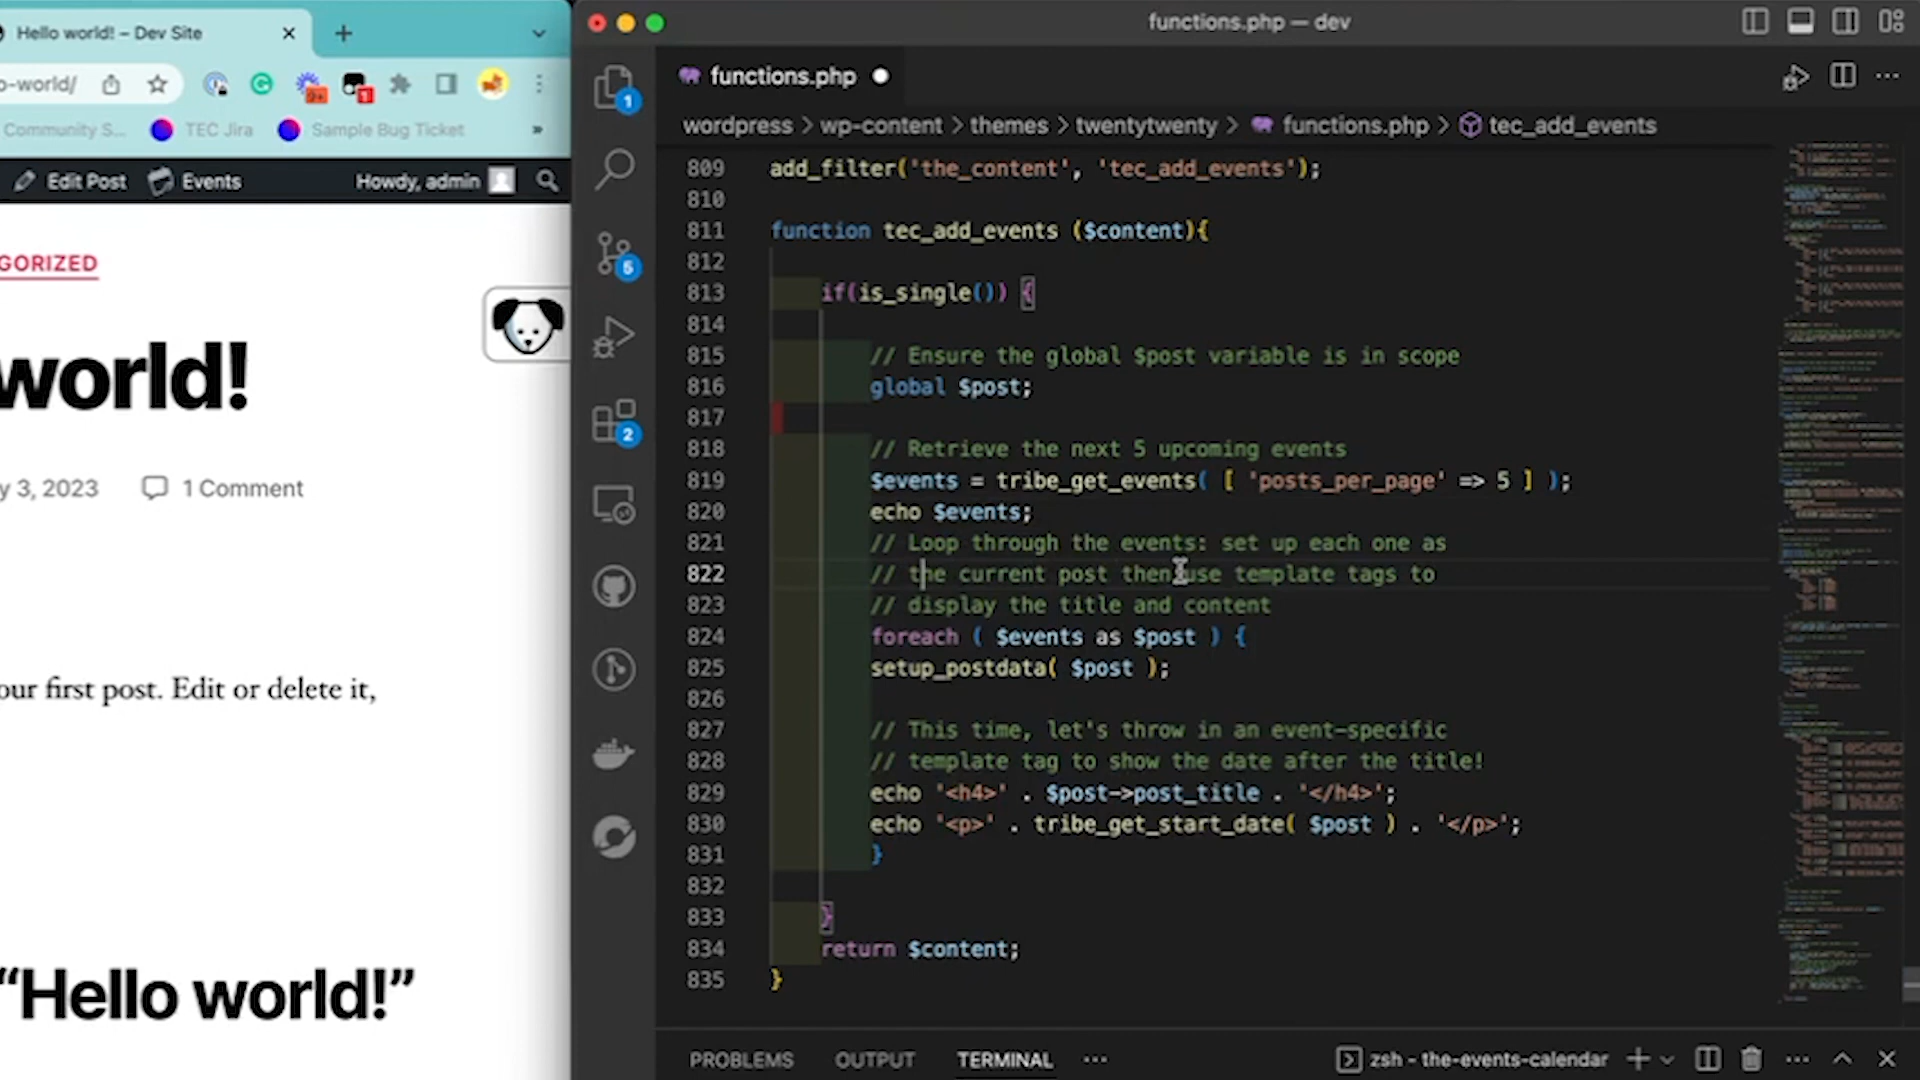 Hello world! – Dev Site
o-world/
9+
1
Community S...
TEC Jira
Sample Bug Ticket
»
Edit Post
Events
Howdy, admin
GORIZED
world!
y 3, 2023
1 Comment
our first post. Edit or delete it,
“Hello world!”
functions.php — dev
functions.php
wordpress > wp-content > themes > twentytwenty > functions.php > tec_add_events
1
5
2
809 add_filter('the_content', 'tec_add_events');
810
811 function tec_add_events ($content){
812
813 if(is_single()) {
814
815 // Ensure the global $post variable is in scope
816 global $post;
817
818 // Retrieve the next 5 upcoming events
819 $events = tribe_get_events( [ 'posts_per_page' => 5 ] );
820 echo $events;
821 // Loop through the events: set up each one as
822 // the current post then use template tags to
823 // display the title and content
824 foreach ( $events as $post ) {
825 setup_postdata( $post );
826
827 // This time, let's throw in an event-specific
828 // template tag to show the date after the title!
829 echo '<h4>' . $post->post_title . '</h4>';
830 echo '<p>' . tribe_get_start_date( $post ) . '</p>';
831 }
832
833 }
834 return $content;
835 }
PROBLEMS OUTPUT TERMINAL ...
zsh - the-events-calendar